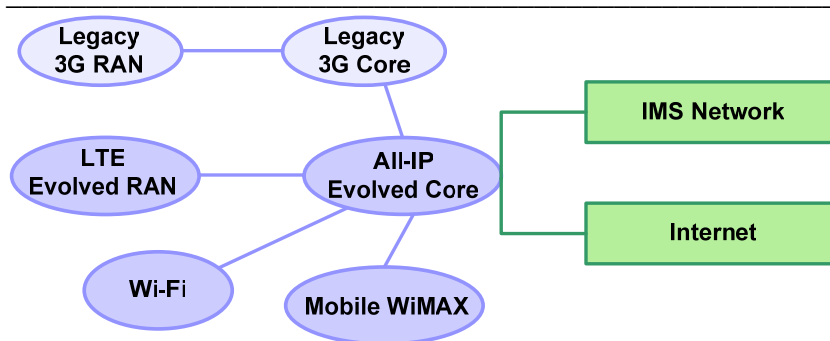 Legacy
3G RAN
Legacy
3G Core
IMS Network
LTE
Evolved RAN
All-IP
Evolved Core
Internet
Wi-Fi
Mobile WiMAX